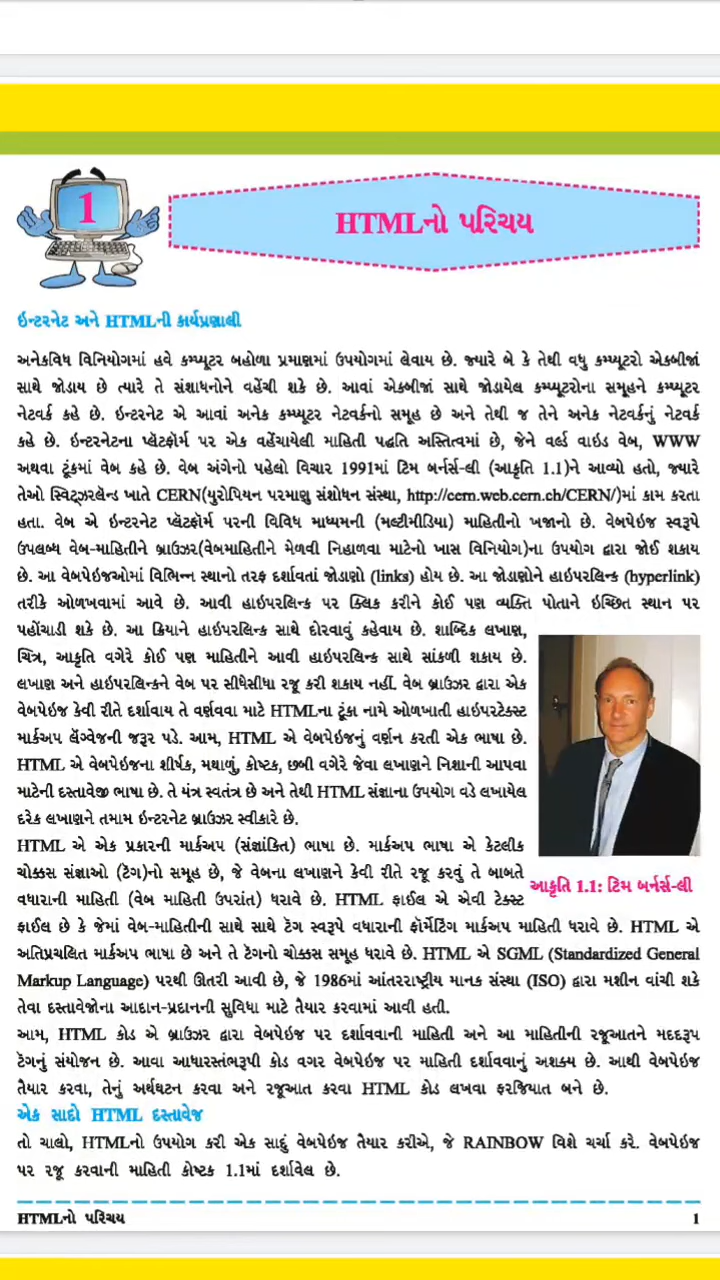 1
HTMLનો પરિચય
ઇન્ટરનેટ અને HTMLની કાર્યપ્રણાલી
અનેકવિધ વિનિયોગમાં હવે કમ્પ્યૂટર બહોળા પ્રમાણમાં ઉપયોગમાં લેવાય છે. જ્યારે બે કે તેથી વધુ કમ્પ્યૂટરો એકબીજાં
સાથે જોડાય છે ત્યારે તે સંશાધનોને વહેંચી શકે છે. આવાં એકબીજાં સાથે જોડાયેલ કમ્પ્યૂટરોના સમૂહને કમ્પ્યૂટર
નેટવર્ક કહે છે. ઇન્ટરનેટ એ આવાં અનેક કમ્પ્યૂટર નેટવર્કનો સમૂહ છે અને તેથી જ તેને અનેક નેટવર્કનું નેટવર્ક
કહે છે. ઇન્ટરનેટના પ્લૅટફૉર્મ પર એક વહેંચાયેલી માહિતી પદ્ધતિ અસ્તિત્વમાં છે, જેને વર્લ્ડ વાઇડ વેબ, WWW
અથવા ટૂંકમાં વેબ કહે છે. વેબ અંગેનો પહેલો વિચાર 1991માં ટિમ બર્નર્સ-લી (આકૃતિ 1.1)ને આવ્યો હતો, જ્યારે
તેઓ સ્વિટ્ઝરલૅન્ડ ખાતે CERN(યુરોપિયન પરમાણુ સંશોધન સંસ્થા, http://cern.web.cern.ch/CERN/)માં કામ કરતા
હતા. વેબ એ ઇન્ટરનેટ પ્લૅટફૉર્મ પરની વિવિધ માધ્યમની (મલ્ટીમીડિયા) માહિતીનો ખજાનો છે. વેબપેઇજ સ્વરૂપે
ઉપલબ્ધ વેબ-માહિતીને બ્રાઉઝર(વેબમાહિતીને મેળવી નિહાળવા માટેનો ખાસ વિનિયોગ)ના ઉપયોગ દ્વારા જોઈ શકાય
છે. આ વેબપેઇજઓમાં વિભિન્ન સ્થાનો તરફ દર્શાવતાં જોડાણો (links) હોય છે. આ જોડાણોને હાઇપરલિન્ક (hyperlink)
તરીકે ઓળખવામાં આવે છે. આવી હાઇપરલિન્ક પર ક્લિક કરીને કોઈ પણ વ્યક્તિ પોતાને ઇચ્છિત સ્થાન પર
પહોંચાડી શકે છે. આ ક્રિયાને હાઇપરલિન્ક સાથે દોરવાવું કહેવાય છે. શાબ્દિક લખાણ,
ચિત્ર, આકૃતિ વગેરે કોઈ પણ માહિતીને આવી હાઇપરલિન્ક સાથે સાંકળી શકાય છે.
લખાણ અને હાઇપરલિન્કને વેબ પર સીધેસીધા રજૂ કરી શકાય નહીં. વેબ બ્રાઉઝર દ્વારા એક
વેબપેઇજ કેવી રીતે દર્શાવાય તે વર્ણવવા માટે HTMLના ટૂંકા નામે ઓળખાતી હાઇપરટેક્સ્ટ
માર્કઅપ લૅંગ્વેજની જરૂર પડે. આમ, HTML એ વેબપેઇજનું વર્ણન કરતી એક ભાષા છે.
HTML એ વેબપેઇજના શીર્ષક, મથાળું, કોષ્ટક, છબી વગેરે જેવા લખાણને નિશાની આપવા
માટેની દસ્તાવેજી ભાષા છે. તે યંત્ર સ્વતંત્ર છે અને તેથી HTML સંજ્ઞાના ઉપયોગ વડે લખાયેલ
દરેક લખાણને તમામ ઇન્ટરનેટ બ્રાઉઝર સ્વીકારે છે.
HTML એ એક પ્રકારની માર્કઅપ (સંજ્ઞાંકિત) ભાષા છે. માર્કઅપ ભાષા એ કેટલીક
ચોક્કસ સંજ્ઞાઓ (ટૅગ)નો સમૂહ છે, જે વેબના લખાણને કેવી રીતે રજૂ કરવું તે બાબતે
વધારાની માહિતી (વેબ માહિતી ઉપરાંત) ધરાવે છે. HTML ફાઈલ એ એવી ટેક્સ્ટ
આકૃતિ 1.1: ટિમ બર્નર્સ-લી
ફાઈલ છે કે જેમાં વેબ-માહિતીની સાથે સાથે ટૅગ સ્વરૂપે વધારાની ફૉર્મેટિંગ માર્કઅપ માહિતી ધરાવે છે. HTML એ
અતિપ્રચલિત માર્કઅપ ભાષા છે અને તે ટૅગનો ચોક્કસ સમૂહ ધરાવે છે. HTML એ SGML (Standardized General
Markup Language) પરથી ઊતરી આવી છે, જે 1986માં આંતરરાષ્ટ્રીય માનક સંસ્થા (ISO) દ્વારા મશીન વાંચી શકે
તેવા દસ્તાવેજોના આદાન-પ્રદાનની સુવિધા માટે તૈયાર કરવામાં આવી હતી.
આમ, HTML કોડ એ બ્રાઉઝર દ્વારા વેબપેઇજ પર દર્શાવવાની માહિતી અને આ માહિતીની રજૂઆતને મદદરૂપ
ટૅગનું સંયોજન છે. આવા આધારસ્તંભરૂપી કોડ વગર વેબપેઇજ પર માહિતી દર્શાવવાનું અશક્ય છે. આથી વેબપેઇજ
તૈયાર કરવા, તેનું અર્થઘટન કરવા અને રજૂઆત કરવા HTML કોડ લખવા ફરજિયાત બને છે.
એક સાદો HTML દસ્તાવેજ
તો ચાલો, HTMLનો ઉપયોગ કરી એક સાદું વેબપેઇજ તૈયાર કરીએ, જે RAINBOW વિશે ચર્ચા કરે. વેબપેઇજ
પર રજૂ કરવાની માહિતી કોષ્ટક 1.1માં દર્શાવેલ છે.
HTMLનો પરિચય
1